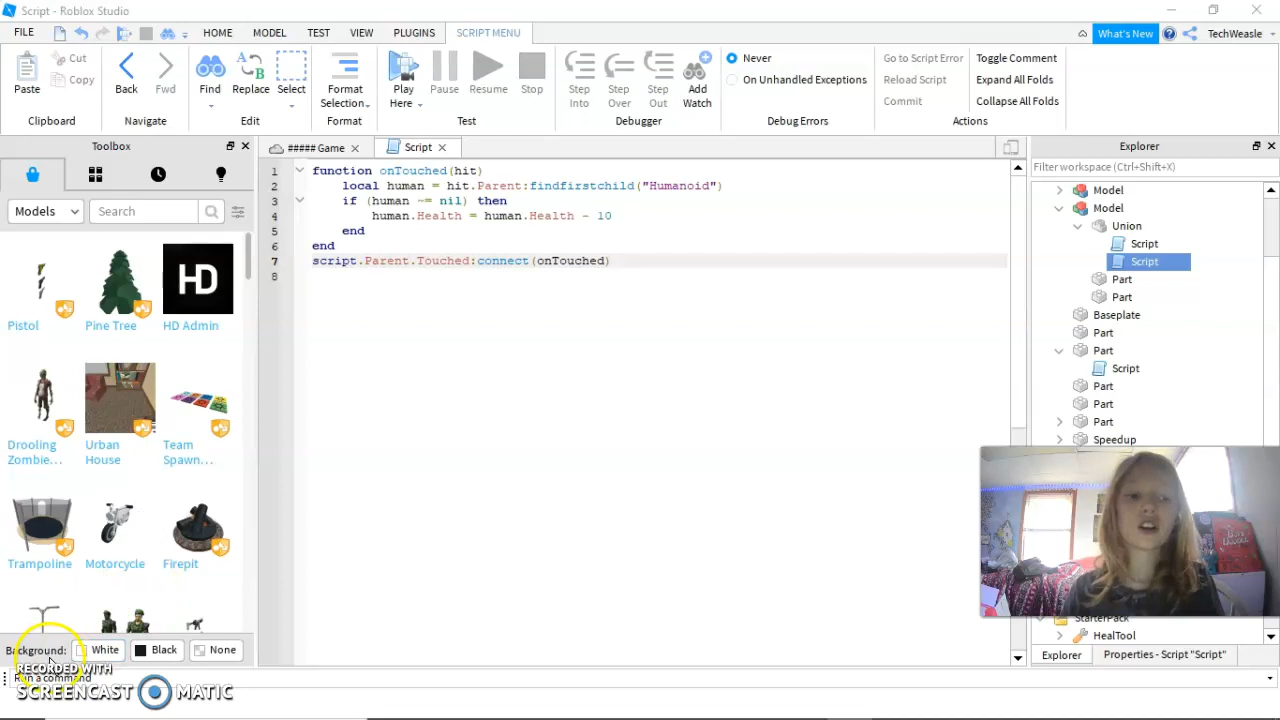 Script - Roblox Studio
FILE HOME MODEL TEST VIEW PLUGINS SCRIPT MENU What's New TechWeasle
Paste Cut Copy Back Fwd Find Replace Select Format Selection Play Here Pause Resume Stop Step Into Step Over Step Out Add Watch Never On Unhandled Exceptions Go to Script Error Reload Script Commit Toggle Comment Expand All Folds Collapse All Folds
Clipboard Navigate Edit Format Test Debugger Debug Errors Actions
Toolbox ##### Game Script Explorer
Filter workspace (Ctrl+Shift+X)
Models Search
HD
Pistol Pine Tree HD Admin
Drooling Zombie... Urban House Team Spawn...
Trampoline Motorcycle Firepit
Background: White Black None
Run a command
RECORDED WITH
SCREENCAST MATIC
1 function onTouched(hit)
2 local human = hit.Parent:findfirstchild("Humanoid")
3 if (human ~= nil) then
4 human.Health = human.Health - 10
5 end
6 end
7 script.Parent.Touched:connect(onTouched)
8
Model
Model
Union
Script
Script
Part
Part
Baseplate
Part
Part
Script
Part
Part
Part
Speedup
StarterPack
HealTool
Explorer Properties - Script "Script"